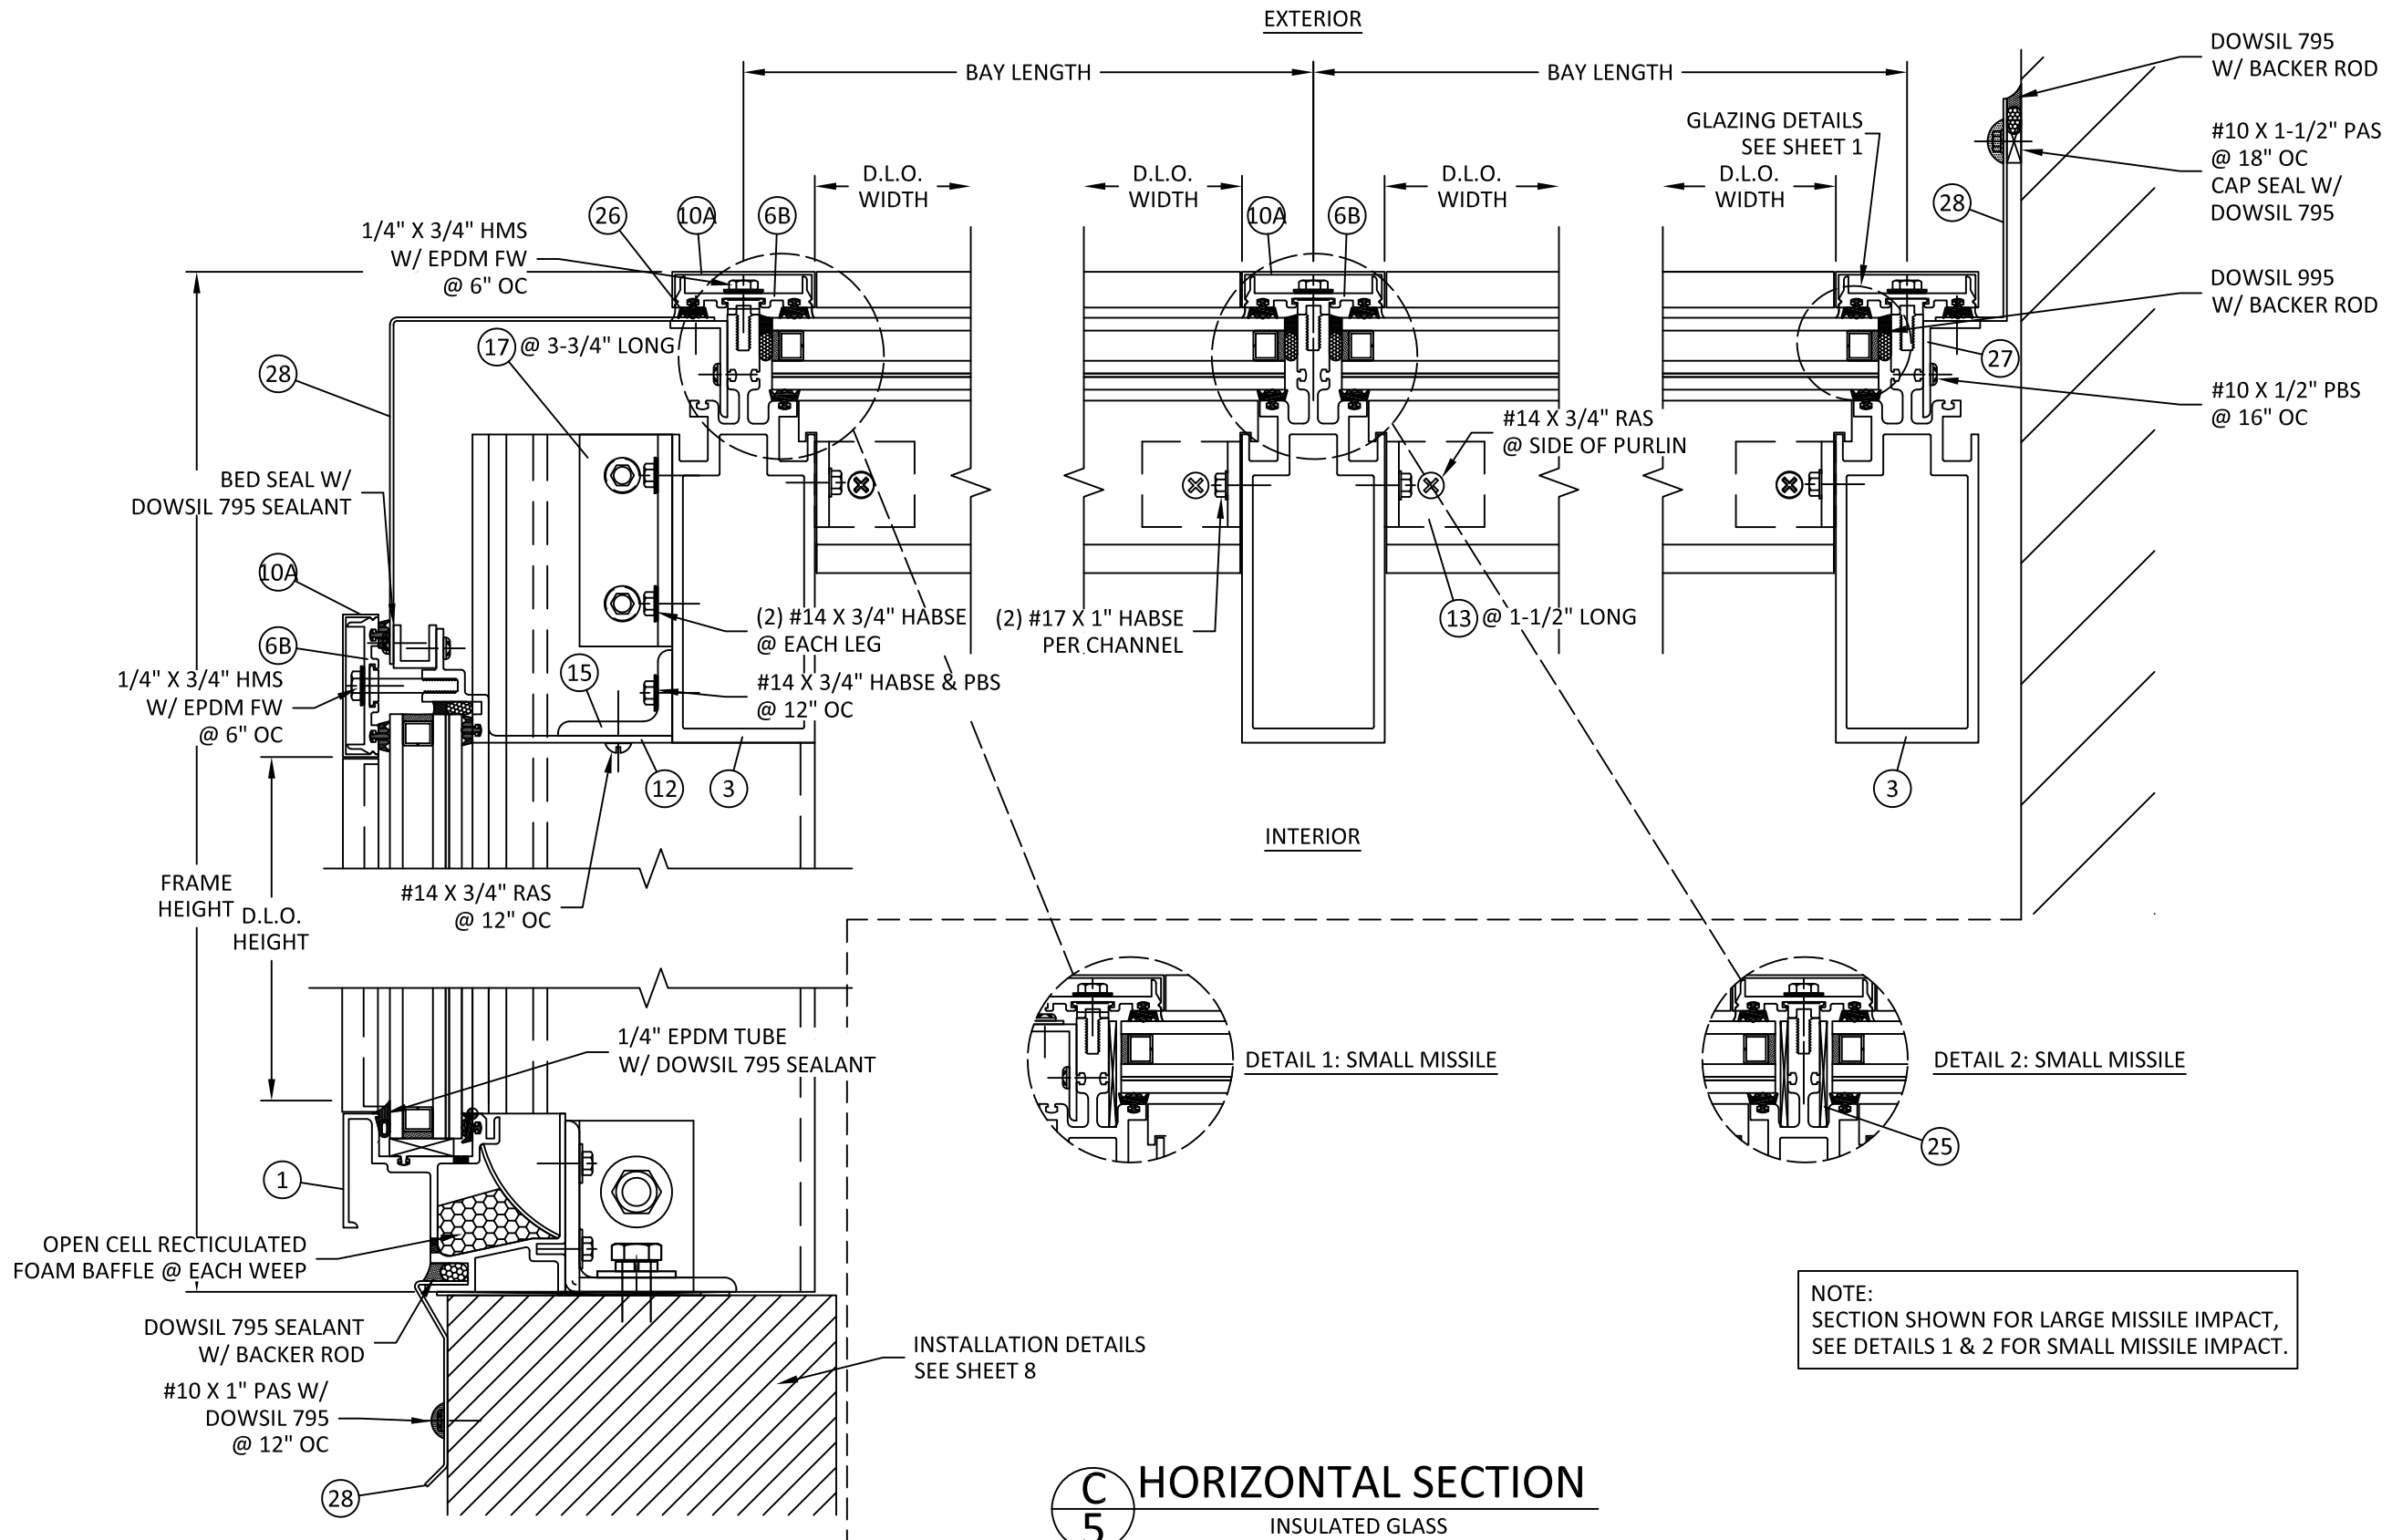 EXTERIOR
BAY LENGTH
BAY LENGTH
DOWSIL 795
W/ BACKER ROD
#10 X 1-1/2" PAS
@ 18" OC
CAP SEAL W/
DOWSIL 795
GLAZING DETAILS
SEE SHEET 1
D.L.O.
WIDTH
D.L.O.
WIDTH
D.L.O.
WIDTH
D.L.O.
WIDTH
28
26
10A
6B
10A
6B
1/4" X 3/4" HMS
W/ EPDM FW
@ 6" OC
DOWSIL 995
W/ BACKER ROD
17
@ 3-3/4" LONG
27
28
#10 X 1/2" PBS
@ 16" OC
#14 X 3/4" RAS
@ SIDE OF PURLIN
BED SEAL W/
DOWSIL 795 SEALANT
10A
6B
(2) #14 X 3/4" HABSE
@ EACH LEG
(2) #17 X 1" HABSE
PER CHANNEL
13
@ 1-1/2" LONG
15
#14 X 3/4" HABSE & PBS
@ 12" OC
1/4" X 3/4" HMS
W/ EPDM FW
@ 6" OC
12
3
3
INTERIOR
FRAME
HEIGHT
D.L.O.
HEIGHT
#14 X 3/4" RAS
@ 12" OC
1/4" EPDM TUBE
W/ DOWSIL 795 SEALANT
DETAIL 1: SMALL MISSILE
DETAIL 2: SMALL MISSILE
25
1
OPEN CELL RECTICULATED
FOAM BAFFLE @ EACH WEEP
NOTE:
SECTION SHOWN FOR LARGE MISSILE IMPACT,
SEE DETAILS 1 & 2 FOR SMALL MISSILE IMPACT.
DOWSIL 795 SEALANT
W/ BACKER ROD
INSTALLATION DETAILS
SEE SHEET 8
#10 X 1" PAS W/
DOWSIL 795
@ 12" OC
28
C
5
HORIZONTAL SECTION
INSULATED GLASS